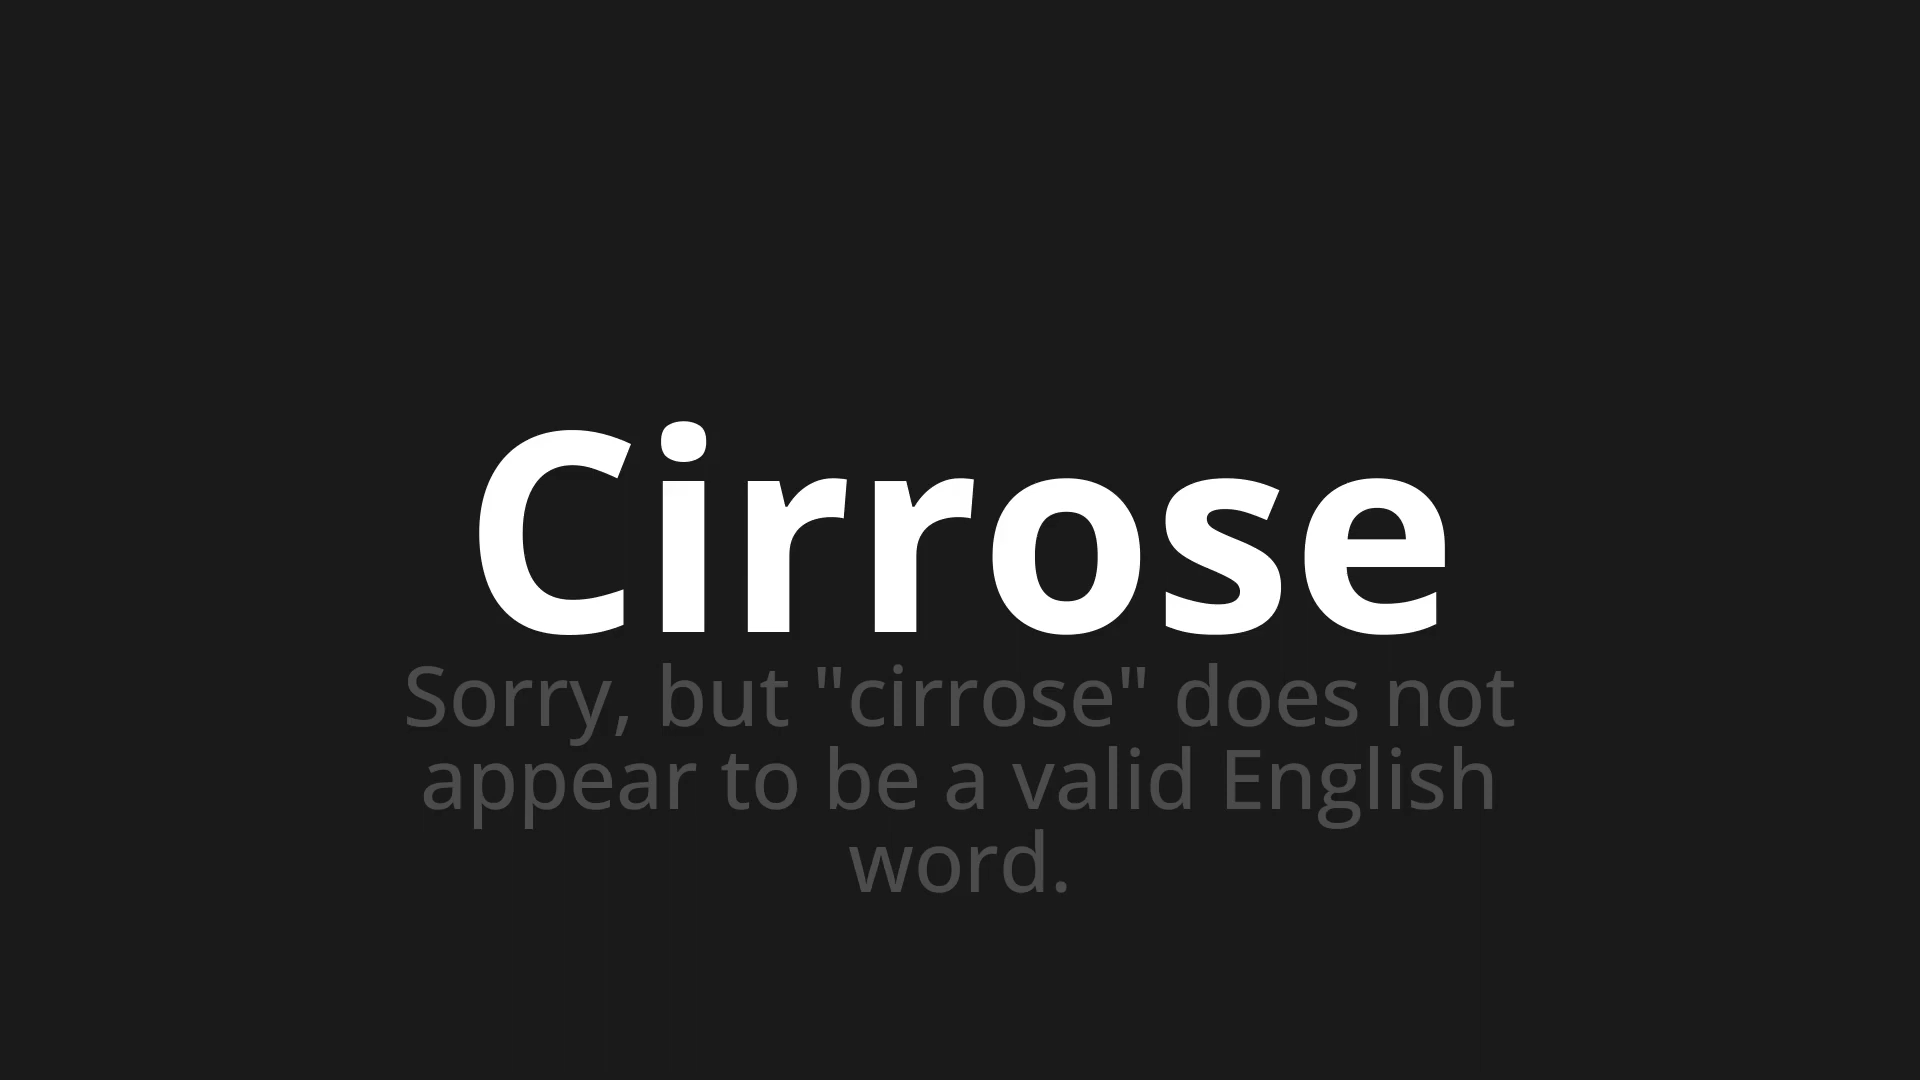 Cirrose
Sorry, but "cirrose" does not
appear to be a valid English
word.